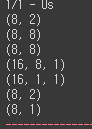 1/1 - Us
(8, 2)
(8, 8)
(8, 8)
(16, 8, 1)
(16, 1, 1)
(8, 2)
(8, 1)